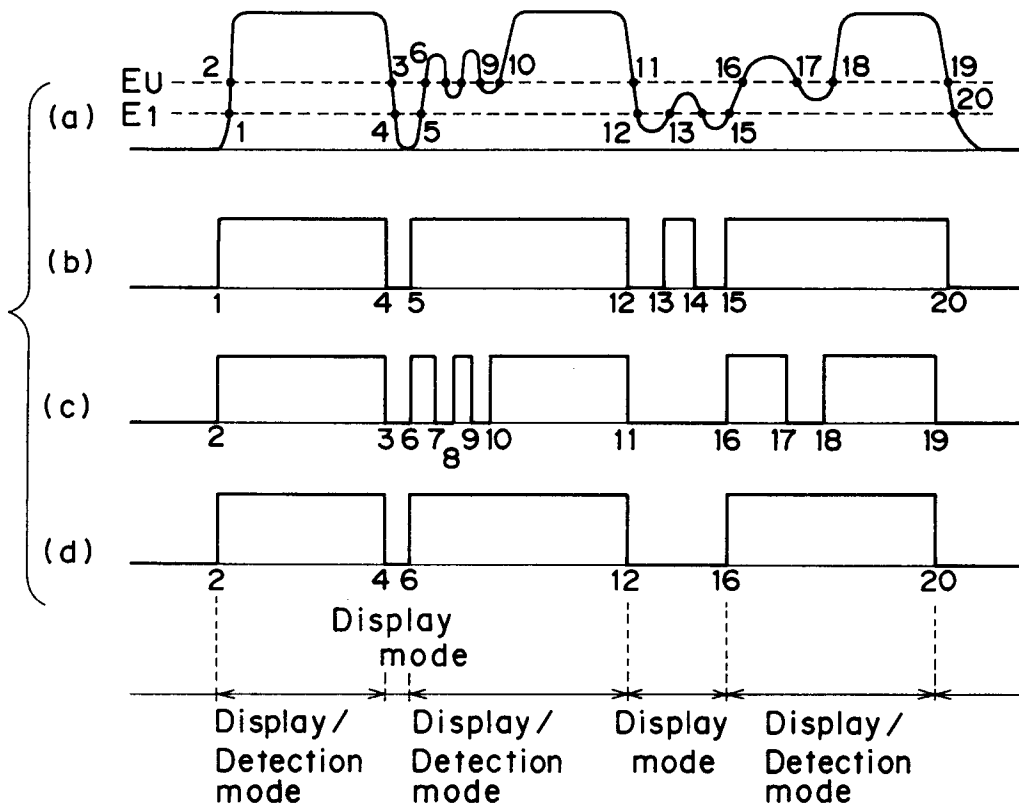 2 3 6 9 10 11 16 17 18 19
EU
(a) E1 1 4 5 12 13 15 20
(b)
1 4 5 12 13 14 15 20
(c)
2 3 6 7 8 9 10 11 16 17 18 19
(d)
2 4 6 12 16 20
Display
mode
Display/ Display/ Display Display/
Detection Detection mode Detection
mode mode mode